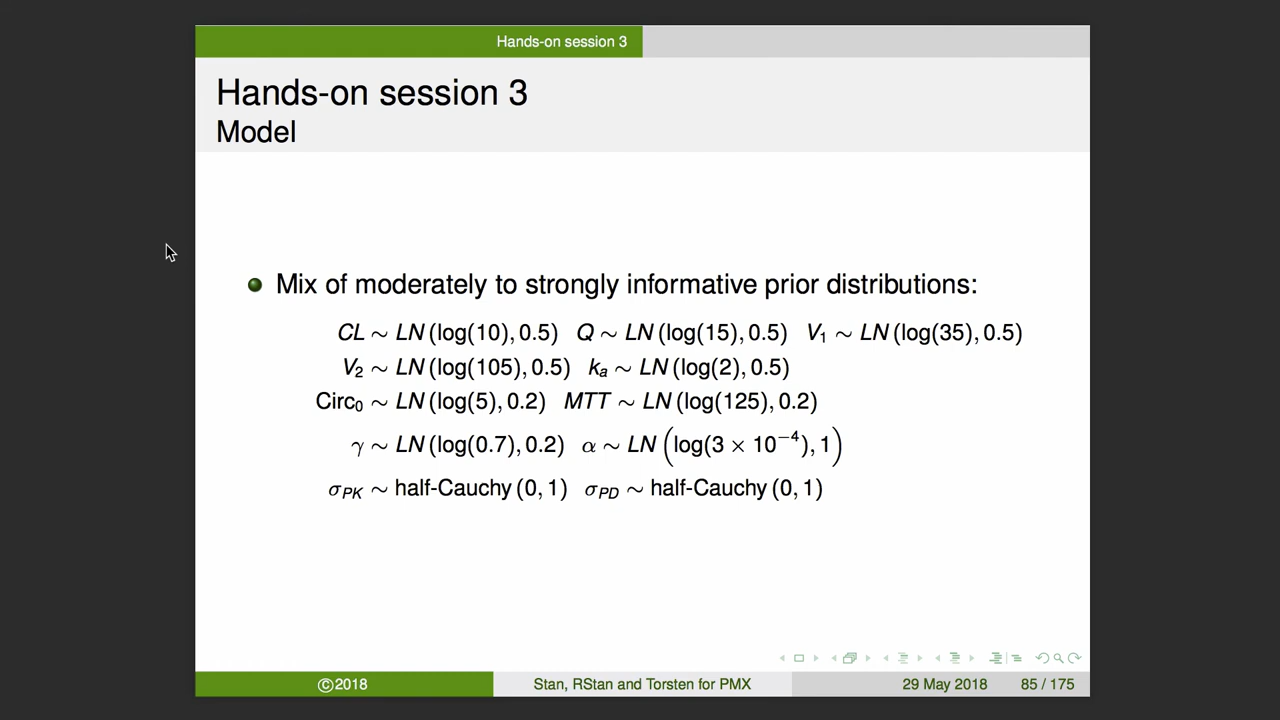 Hands-on session 3
Hands-on session 3
Model
Mix of moderately to strongly informative prior distributions:
CL ∼ LN (log(10), 0.5) Q ∼ LN (log(15), 0.5) V₁ ∼ LN (log(35), 0.5)
V₂ ∼ LN (log(105), 0.5) kₐ ∼ LN (log(2), 0.5)
Circ₀ ∼ LN (log(5), 0.2) MTT ∼ LN (log(125), 0.2)
γ ∼ LN (log(0.7), 0.2) α ∼ LN (log(3 × 10⁻⁴), 1)
σ_PK ∼ half-Cauchy (0, 1) σ_PD ∼ half-Cauchy (0, 1)
©2018 Stan, RStan and Torsten for PMX 29 May 2018 85 / 175